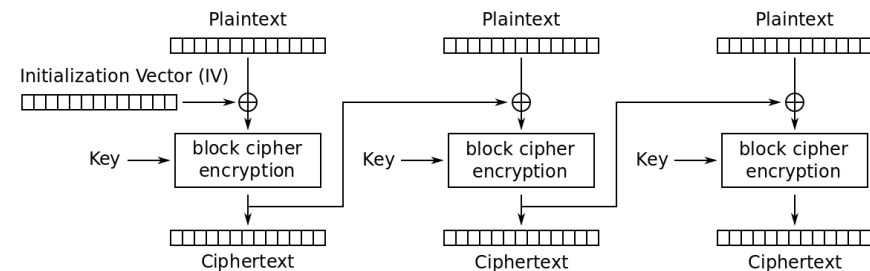 Plaintext
Plaintext
Plaintext
Initialization Vector (IV)
Key
block cipher
encryption
Key
block cipher
encryption
Key
block cipher
encryption
Ciphertext
Ciphertext
Ciphertext